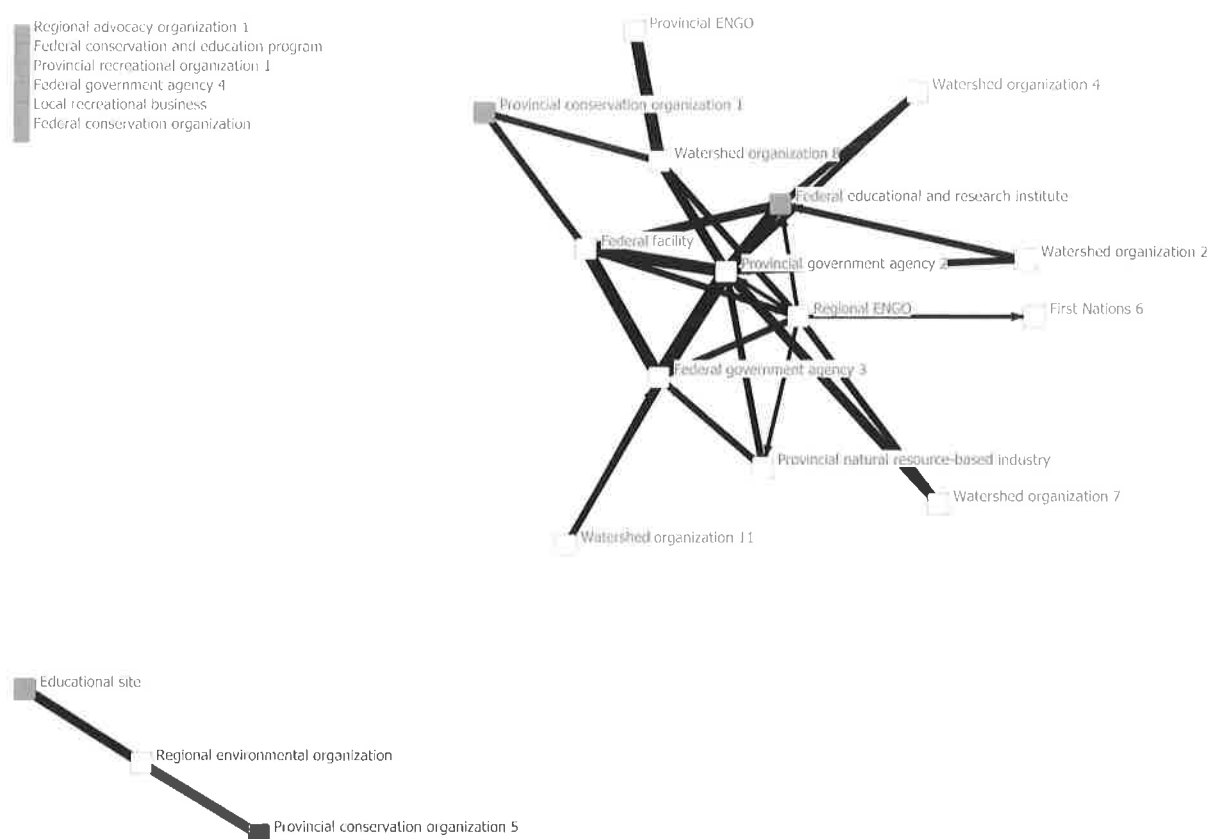 Regional advocacy organization 1
Federal conservation and education program
Provincial recreational organization 1
Federal government agency 4
Local recreational business
Federal conservation organization
Provincial ENGO
Watershed organization 4
Provincial conservation organization 1
Watershed organization 8
Federal educational and research institute
Federal facility
Watershed organization 2
Provincial government agency 2
Regional ENGO
First Nations 6
Federal government agency 3
Provincial natural resource-based industry
Watershed organization 7
Watershed organization 11
Educational site
Regional environmental organization
Provincial conservation organization 5